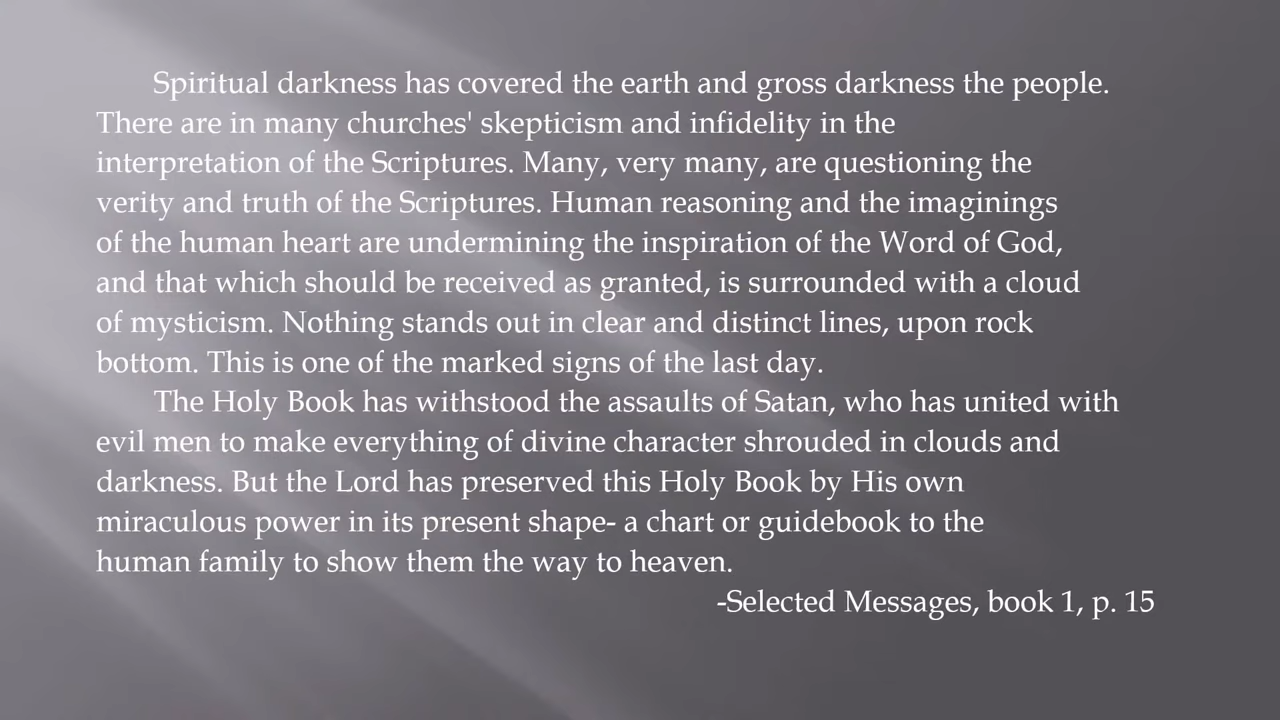 Spiritual darkness has covered the earth and gross darkness the people.
There are in many churches' skepticism and infidelity in the
interpretation of the Scriptures. Many, very many, are questioning the
verity and truth of the Scriptures. Human reasoning and the imaginings
of the human heart are undermining the inspiration of the Word of God,
and that which should be received as granted, is surrounded with a cloud
of mysticism. Nothing stands out in clear and distinct lines, upon rock
bottom. This is one of the marked signs of the last day.
The Holy Book has withstood the assaults of Satan, who has united with
evil men to make everything of divine character shrouded in clouds and
darkness. But the Lord has preserved this Holy Book by His own
miraculous power in its present shape- a chart or guidebook to the
human family to show them the way to heaven.
-Selected Messages, book 1, p. 15